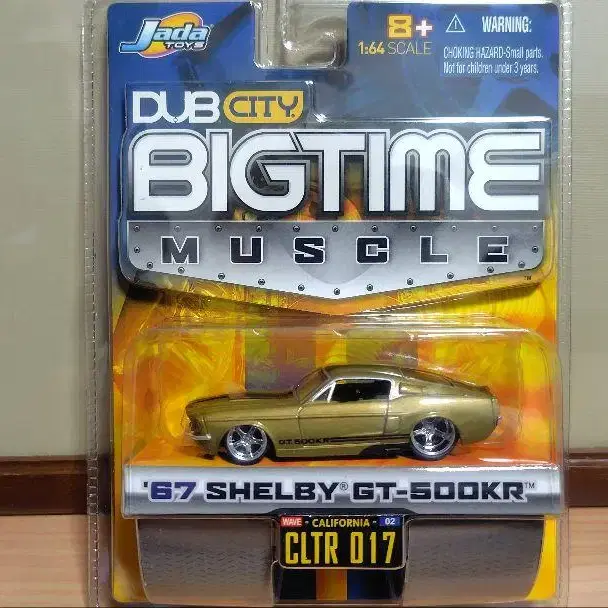 Jada
TOYS
8+
1:64 SCALE
WARNING:
CHOKING HAZARD-Small parts.
Not for children under 3 years.
DUB CITY
BIGTIME
MUSCLE
GT-500KR
'67 SHELBY® GT-500KR™
WAVE - CALIFORNIA - 02
CLTR 017